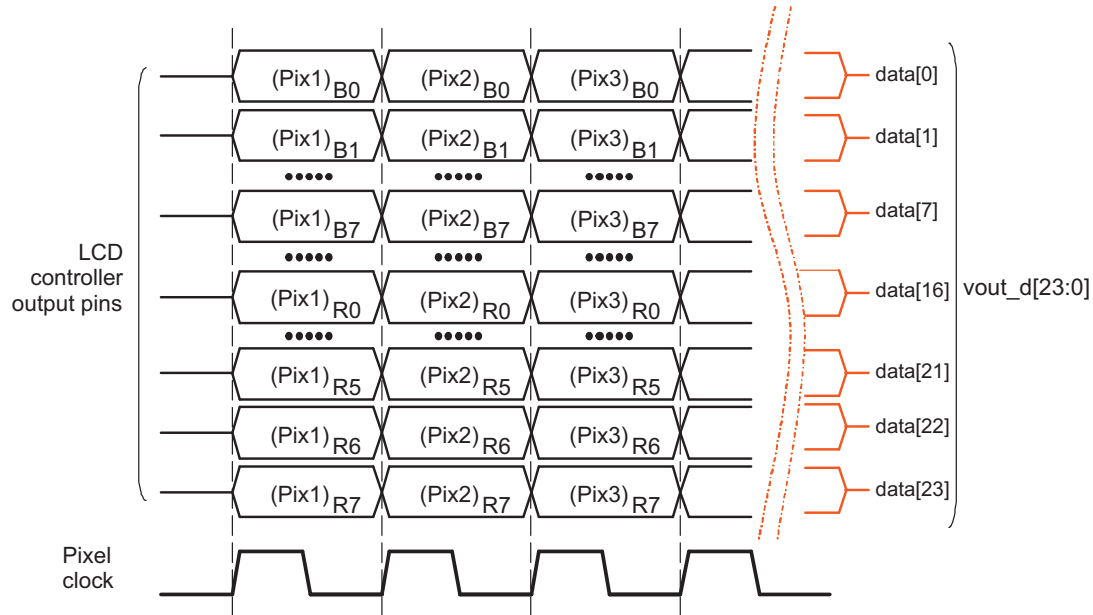 (Pix1)B0 (Pix2)B0 (Pix3)B0 data[0]
(Pix1)B1 (Pix2)B1 (Pix3)B1 data[1]
(Pix1)B7 (Pix2)B7 (Pix3)B7 data[7]
LCD
controller
output pins
(Pix1)R0 (Pix2)R0 (Pix3)R0 data[16] vout_d[23:0]
(Pix1)R5 (Pix2)R5 (Pix3)R5 data[21]
(Pix1)R6 (Pix2)R6 (Pix3)R6 data[22]
(Pix1)R7 (Pix2)R7 (Pix3)R7 data[23]
Pixel
clock